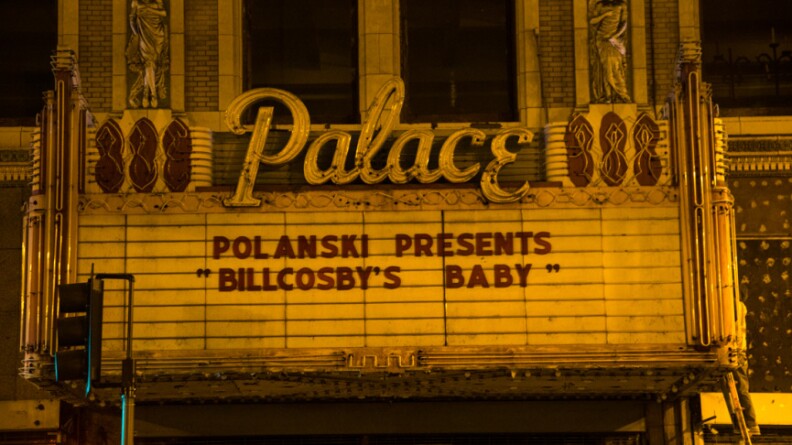 Palace
POLANSKI PRESENTS
"BILLCOSBY'S BABY"